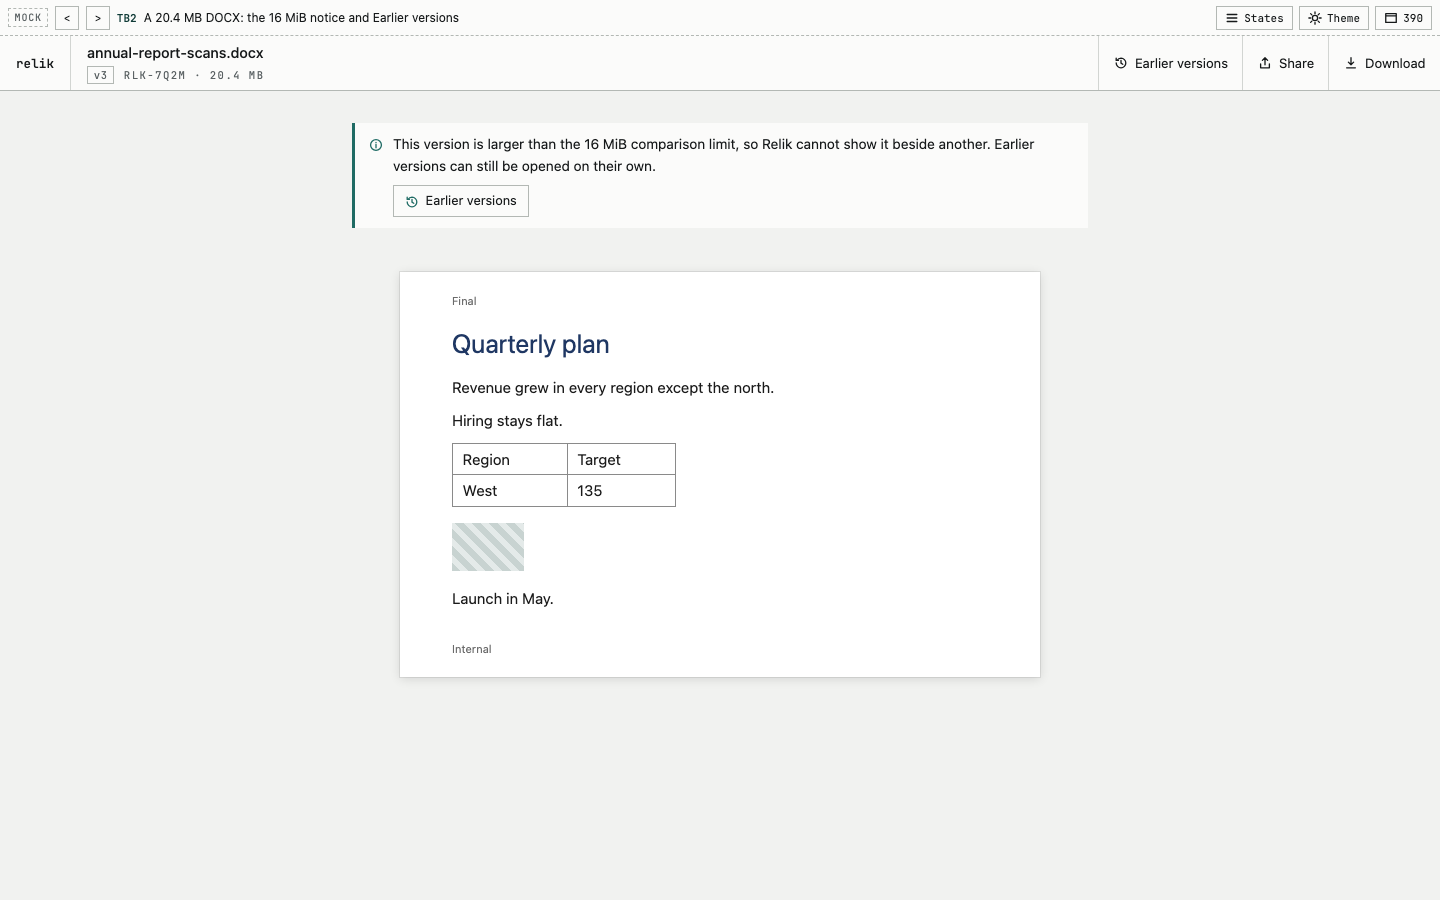 MOCK < > TB2 A 20.4 MB DOCX: the 16 MiB notice and Earlier versions States Theme 390
relik
annual-report-scans.docx
v3 RLK-7Q2M · 20.4 MB
Earlier versions Share Download
This version is larger than the 16 MiB comparison limit, so Relik cannot show it beside another. Earlier
versions can still be opened on their own.
Earlier versions
Final
Quarterly plan
Revenue grew in every region except the north.
Hiring stays flat.
Region Target
West 135
Launch in May.
Internal